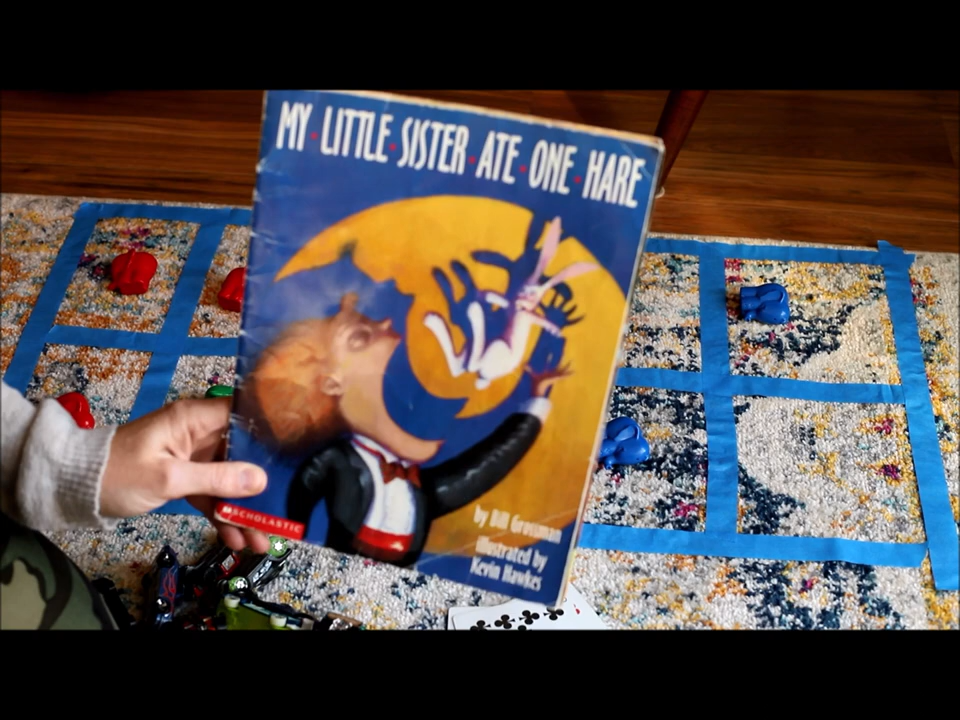 MY·LITTLE·SISTER·ATE·ONE·HARE
SCHOLASTIC
by Bill Grossman
illustrated by
Kevin Hawkes